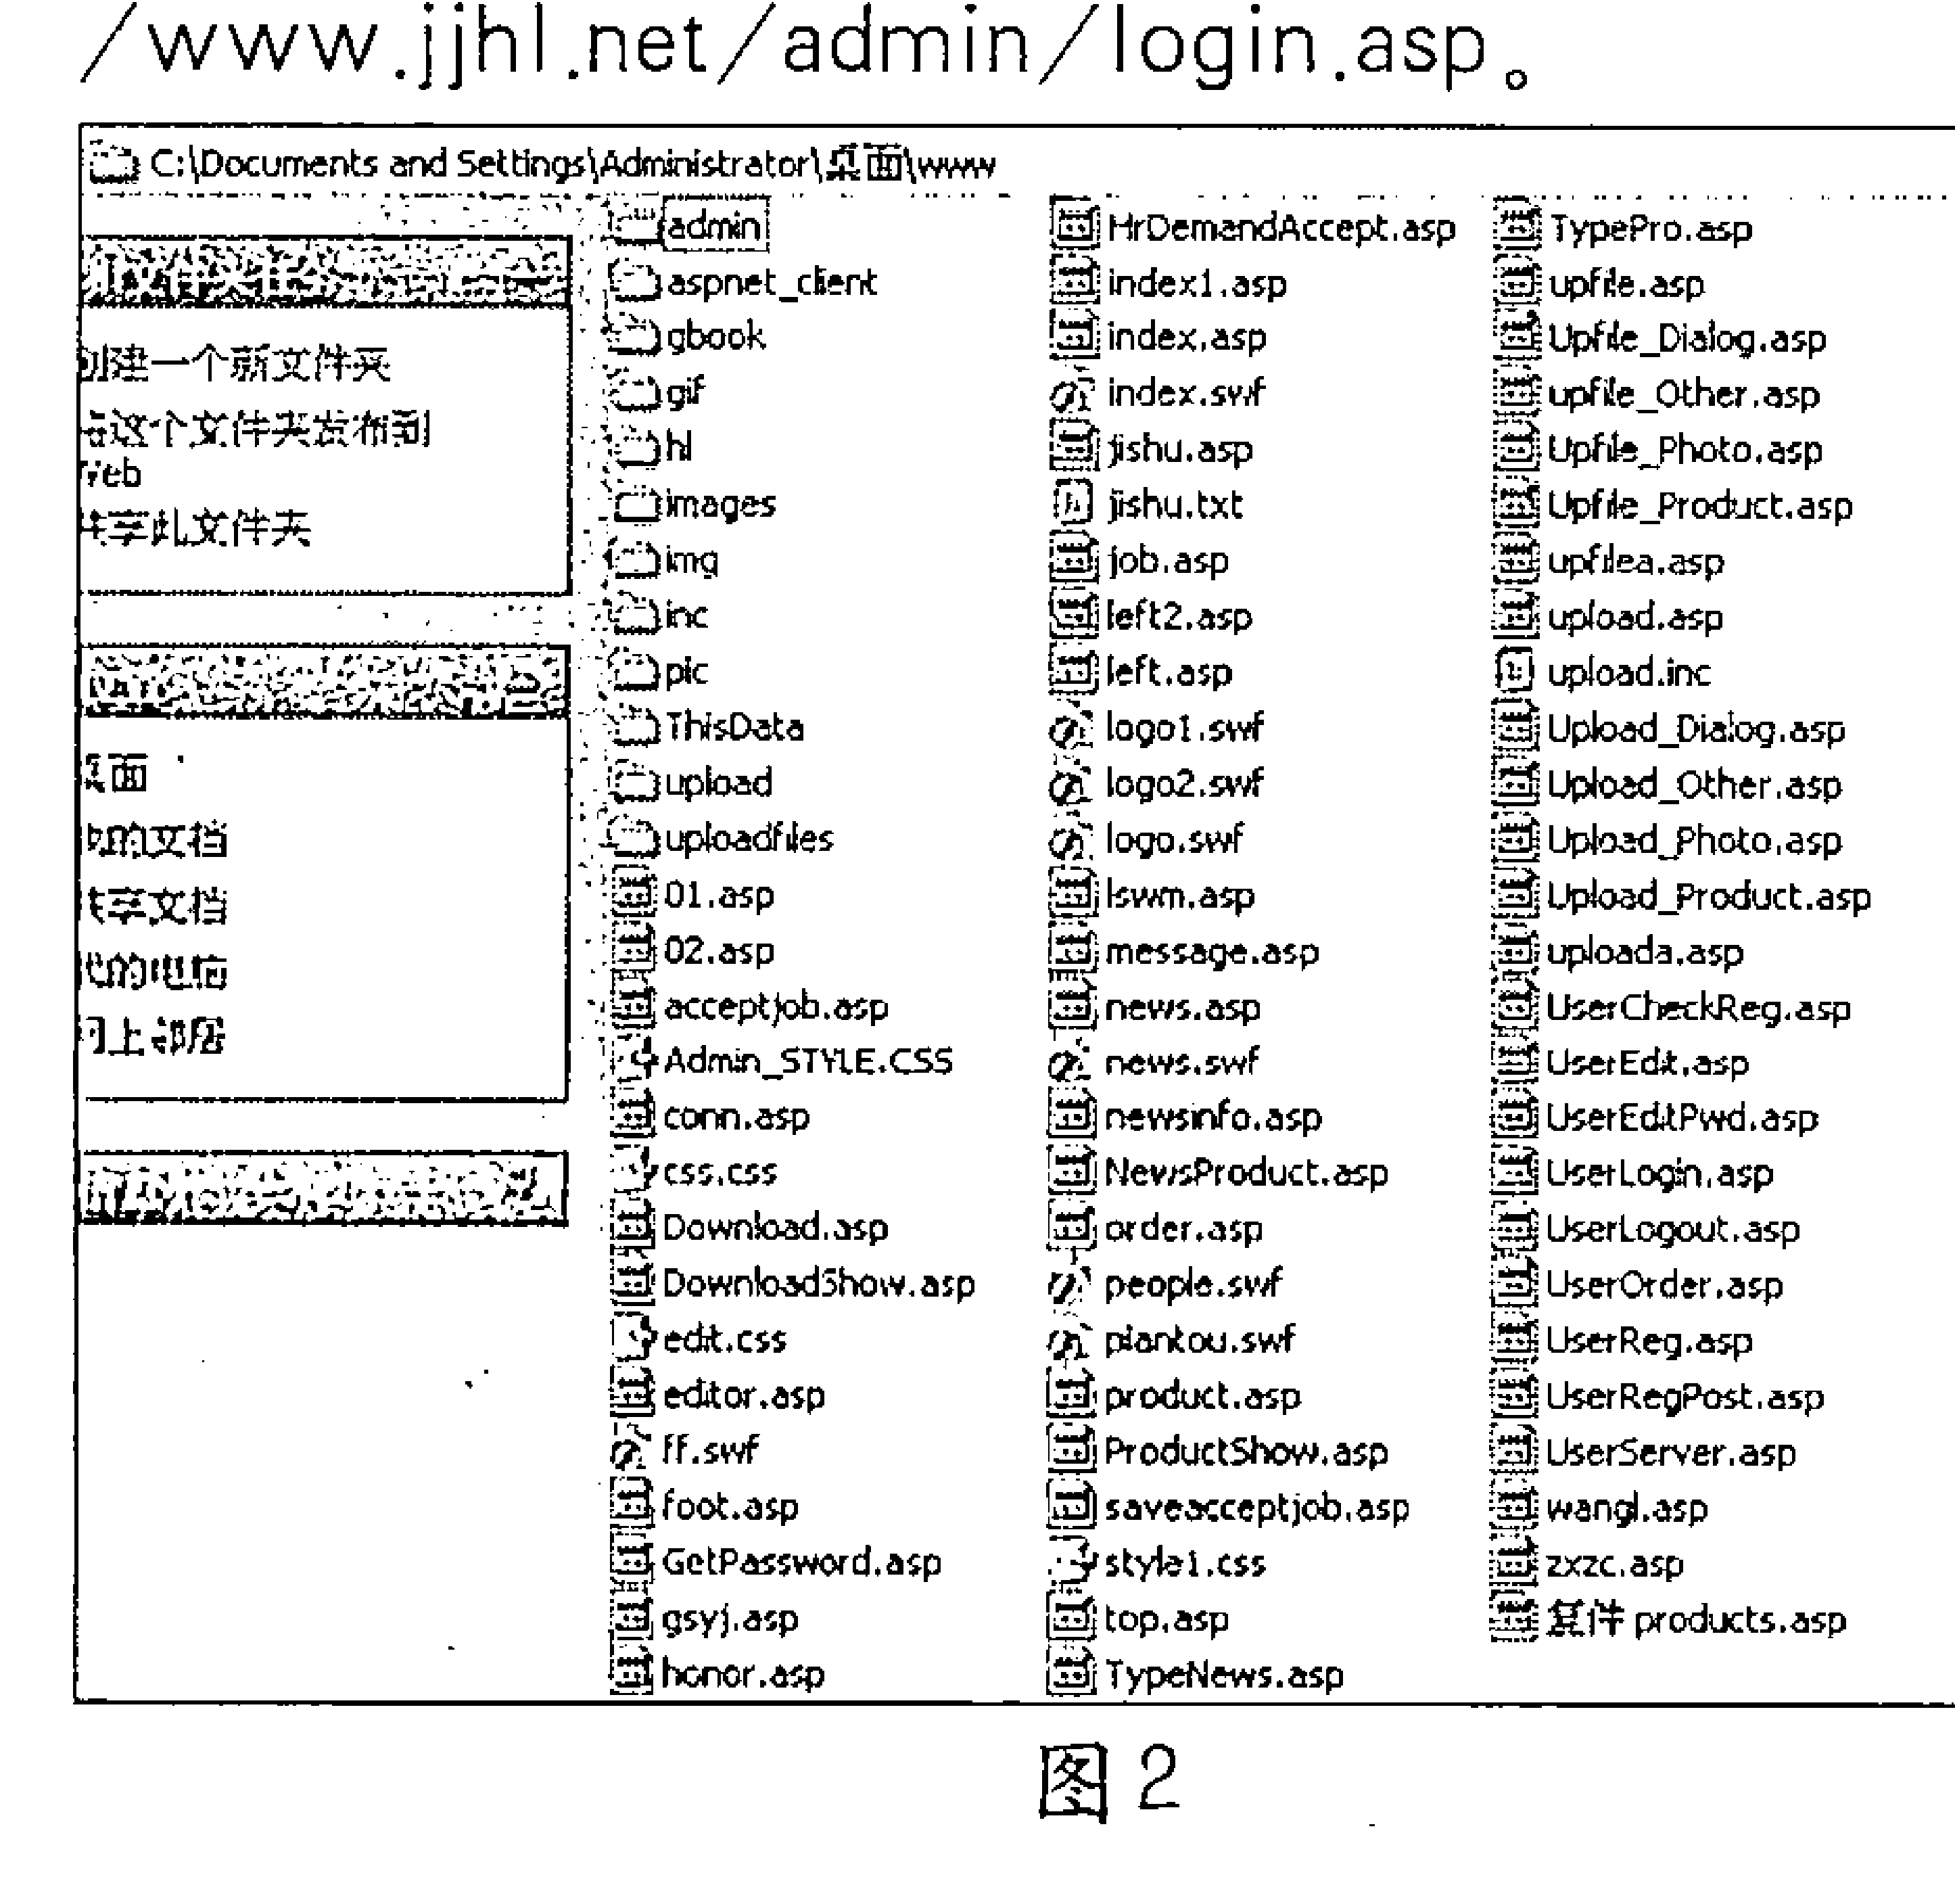 /www.jjhl.net/admin/login.asp。
C:\Documents and Settings\Administrator\桌面\www
创建一个新文件夹
将这个文件夹发布到
Web
共享此文件夹
桌面
我的文档
共享文档
我的电脑
网上邻居
admin
aspnet_client
gbook
gif
hl
images
img
inc
pic
ThisData
upload
uploadfiles
01.asp
02.asp
acceptjob.asp
Admin_STYLE.CSS
conn.asp
css.css
Download.asp
DownloadShow.asp
edit.css
editor.asp
ff.swf
foot.asp
GetPassword.asp
gsyj.asp
honor.asp
HrDemandAccept.asp
index1.asp
index.asp
index.swf
jishu.asp
jishu.txt
job.asp
left2.asp
left.asp
logo1.swf
logo2.swf
logo.swf
lswm.asp
message.asp
news.asp
news.swf
newsinfo.asp
NewsProduct.asp
order.asp
people.swf
piantou.swf
product.asp
ProductShow.asp
saveacceptjob.asp
style1.css
top.asp
TypeNews.asp
TypePro.asp
upfile.asp
Upfile_Dialog.asp
upfile_Other.asp
Upfile_Photo.asp
Upfile_Product.asp
upfilea.asp
upload.asp
upload.inc
Upload_Dialog.asp
Upload_Other.asp
Upload_Photo.asp
Upload_Product.asp
uploada.asp
UserCheckReg.asp
UserEdit.asp
UserEditPwd.asp
UserLogin.asp
UserLogout.asp
UserOrder.asp
UserReg.asp
UserRegPost.asp
UserServer.asp
wangl.asp
zxzc.asp
复件 products.asp
图 2